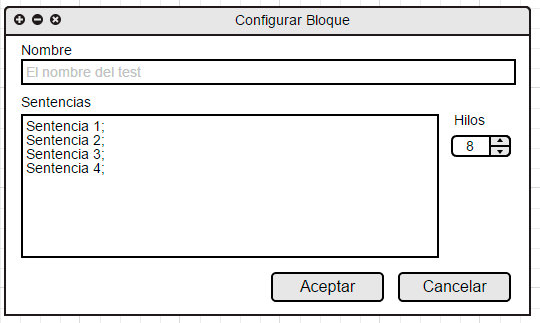 Configurar Bloque
Nombre
El nombre del test
Sentencias
Sentencia 1;
Sentencia 2;
Sentencia 3;
Sentencia 4;
Hilos
8
Aceptar
Cancelar